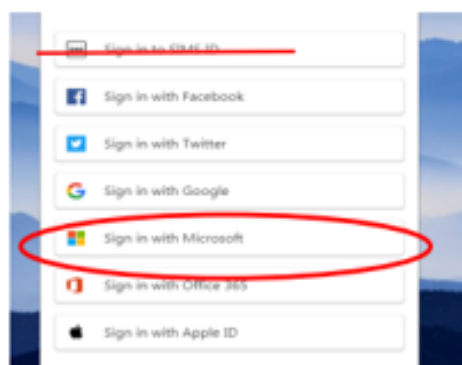 Sign in to SIMS ID
Sign in with Facebook
Sign in with Twitter
Sign in with Google
Sign in with Microsoft
Sign in with Office 365
Sign in with Apple ID